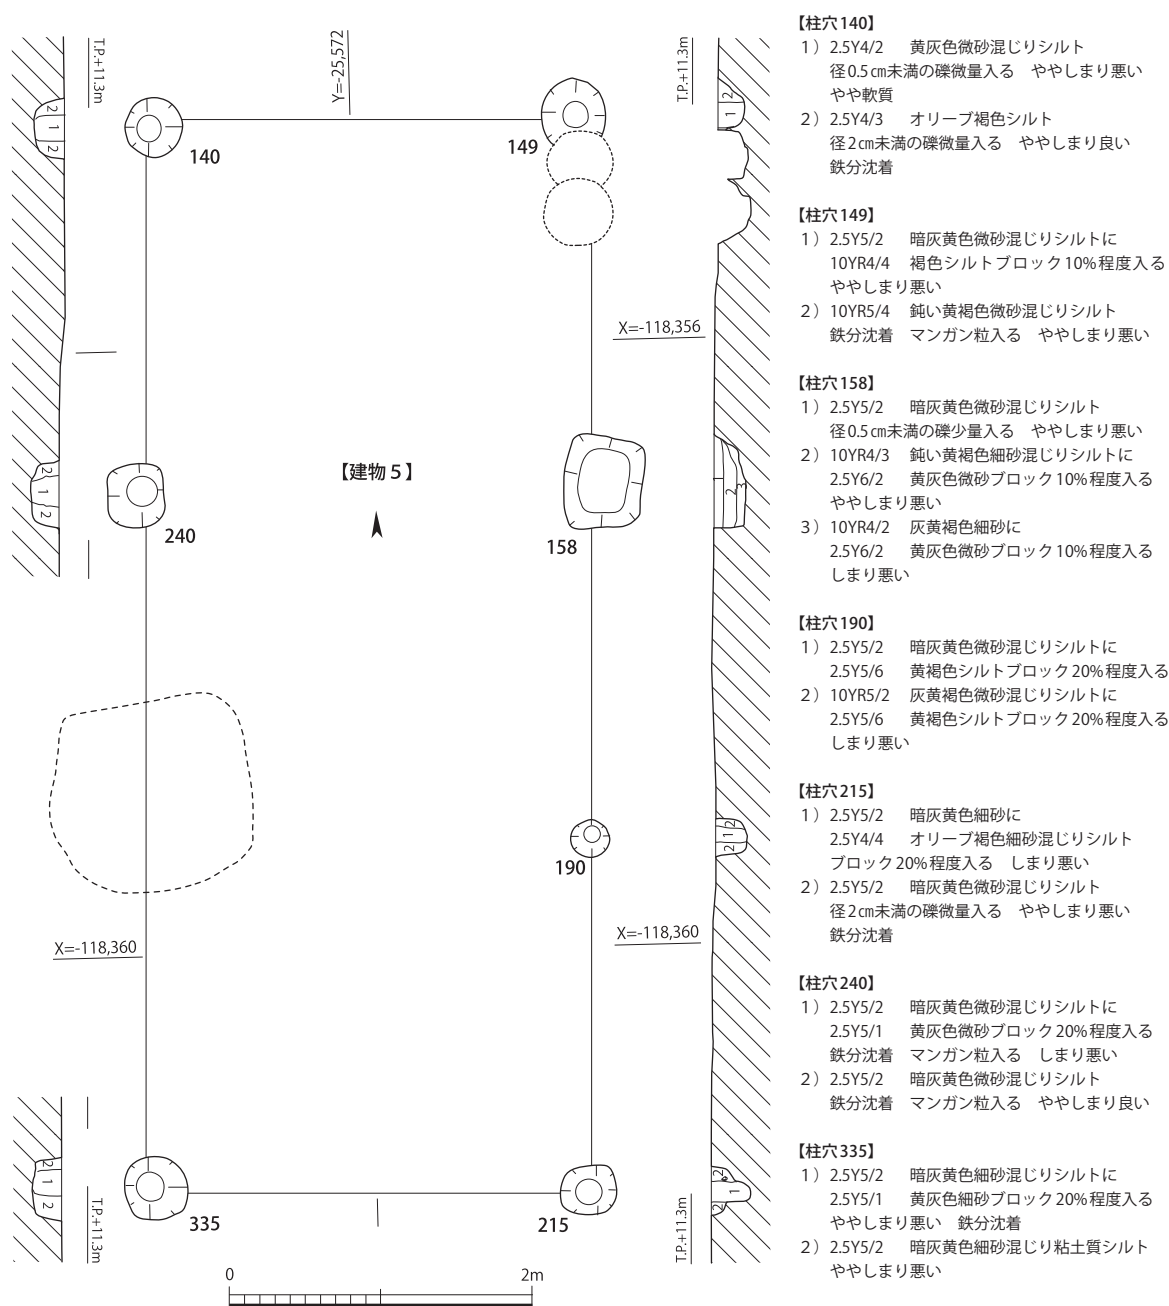 T.P.+11.3m
Y=-25,572
T.P.+11.3m
2
1
2
140
149
2
1
X=-118,356
【建物５】
2
1
2
240
158
2
190
2
1
2
X=-118,360
X=-118,360
2
1
2
335
215
2
1
2
T.P.+11.3m
T.P.+11.3m
0
2m
【柱穴140】
１）2.5Y4/2　黄灰色微砂混じりシルト
径0.5㎝未満の礫微量入る　ややしまり悪い
やや軟質
２）2.5Y4/3　オリーブ褐色シルト
径2㎝未満の礫微量入る　ややしまり良い
鉄分沈着
【柱穴149】
１）2.5Y5/2　暗灰黄色微砂混じりシルトに
10YR4/4　褐色シルトブロック10%程度入る
ややしまり悪い
２）10YR5/4　鈍い黄褐色微砂混じりシルト
鉄分沈着　マンガン粒入る　ややしまり悪い
【柱穴158】
１）2.5Y5/2　暗灰黄色微砂混じりシルト
径0.5㎝未満の礫少量入る　ややしまり悪い
２）10YR4/3　鈍い黄褐色細砂混じりシルトに
2.5Y6/2　黄灰色微砂ブロック10%程度入る
ややしまり悪い
３）10YR4/2　灰黄褐色細砂に
2.5Y6/2　黄灰色微砂ブロック10%程度入る
しまり悪い
【柱穴190】
１）2.5Y5/2　暗灰黄色微砂混じりシルトに
2.5Y5/6　黄褐色シルトブロック20%程度入る
２）10YR5/2　灰黄褐色微砂混じりシルトに
2.5Y5/6　黄褐色シルトブロック20%程度入る
しまり悪い
【柱穴215】
１）2.5Y5/2　暗灰黄色細砂に
2.5Y4/4　オリーブ褐色細砂混じりシルト
ブロック20%程度入る　しまり悪い
２）2.5Y5/2　暗灰黄色微砂混じりシルト
径2㎝未満の礫微量入る　ややしまり悪い
鉄分沈着
【柱穴240】
１）2.5Y5/2　暗灰黄色微砂混じりシルトに
2.5Y5/1　黄灰色微砂ブロック20%程度入る
鉄分沈着　マンガン粒入る　しまり悪い
２）2.5Y5/2　暗灰黄色微砂混じりシルト
鉄分沈着　マンガン粒入る　ややしまり良い
【柱穴335】
１）2.5Y5/2　暗灰黄色細砂混じりシルトに
2.5Y5/1　黄灰色細砂ブロック20%程度入る
ややしまり悪い　鉄分沈着
２）2.5Y5/2　暗灰黄色細砂混じり粘土質シルト
ややしまり悪い